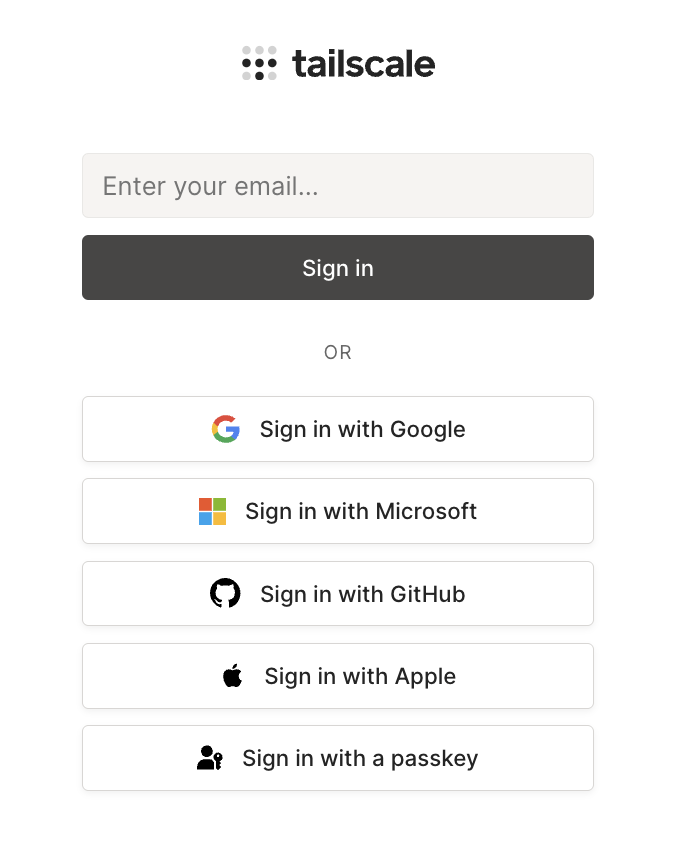 tailscale
Enter your email...
Sign in
OR
Sign in with Google
Sign in with Microsoft
Sign in with GitHub
Sign in with Apple
Sign in with a passkey